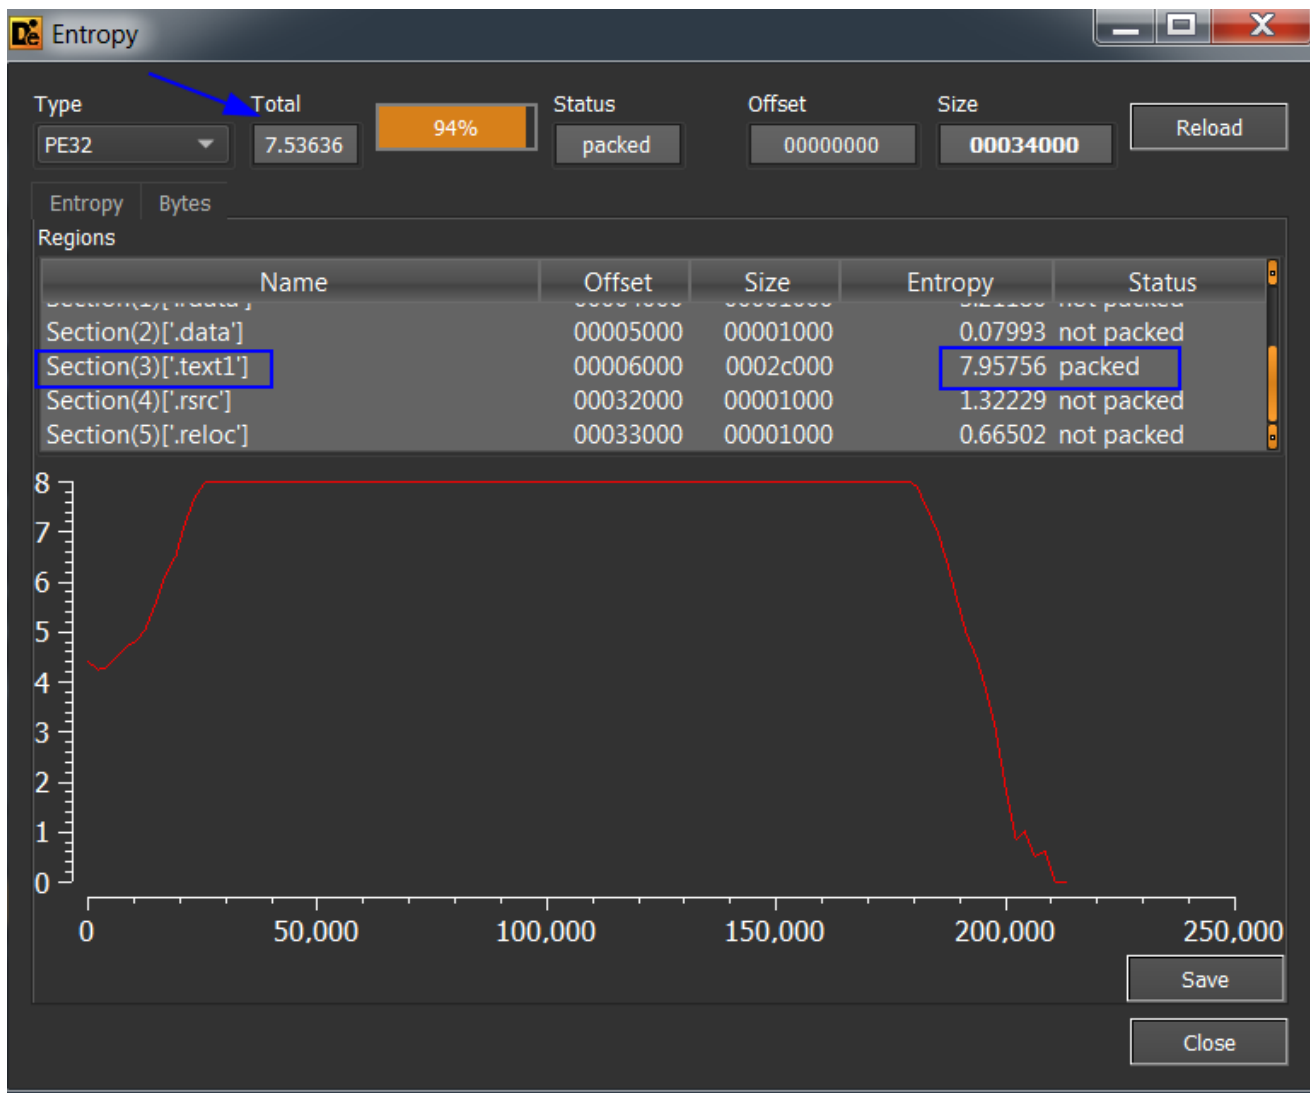 De Entropy
Type Total Status Offset Size
PE32 7.53636 94% packed 00000000 00034000 Reload
Entropy Bytes
Regions
Name Offset Size Entropy Status
Section(2)['.data'] 00005000 00001000 0.07993 not packed
Section(3)['.text1'] 00006000 0002c000 7.95756 packed
Section(4)['.rsrc'] 00032000 00001000 1.32229 not packed
Section(5)['.reloc'] 00033000 00001000 0.66502 not packed
8
7
6
5
4
3
2
1
0
0 50,000 100,000 150,000 200,000 250,000
Save
Close